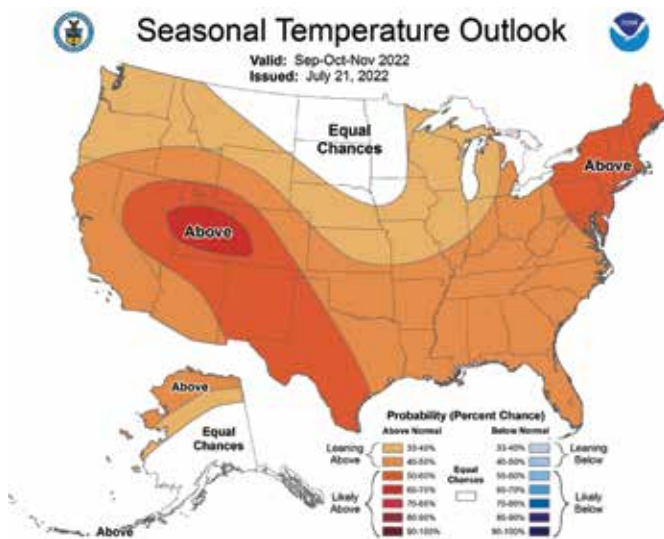 Seasonal Temperature Outlook
Valid: Sep-Oct-Nov 2022
Issued: July 21, 2022
Equal
Chances
Above
Above
Above
Equal
Chances
Above
Probability (Percent Chance)
Above Normal
Below Normal
Leaning
Above
33-40%
40-50%
Likely
Above
50-60%
60-70%
70-80%
80-90%
90-100%
Equal
Chances
33-40%
40-50%
Leaning
Below
50-60%
60-70%
70-80%
80-90%
90-100%
Likely
Below